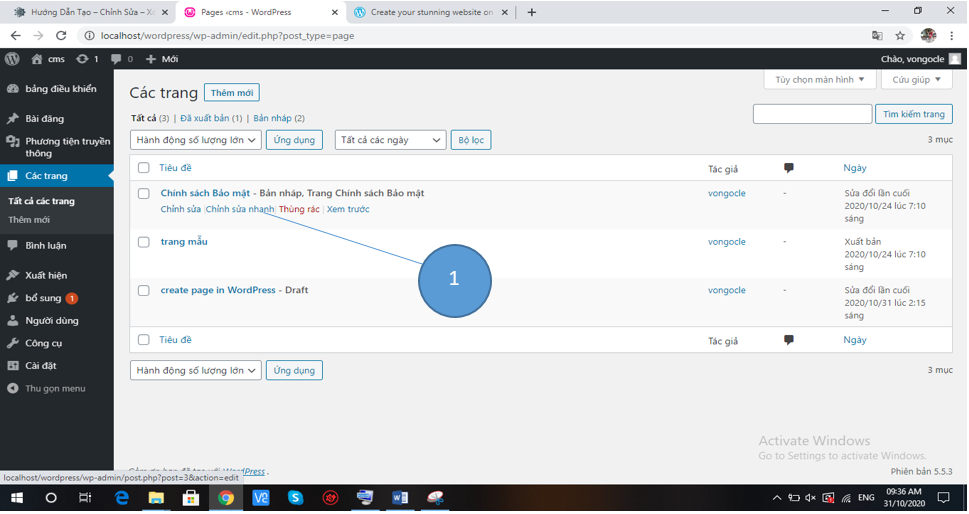 Hướng Dẫn Tạo – Chỉnh Sửa – X
Pages ‹cms - WordPress
Create your stunning website on
localhost/wordpress/wp-admin/edit.php?post_type=page
cms
1
0
Mới
Chào, vongocle
bảng điều khiển
Bài đăng
Phương tiện truyền
thông
Các trang
Tất cả các trang
Thêm mới
Bình luận
Xuất hiện
bổ sung 1
Người dùng
Công cụ
Cài đặt
Thu gọn menu
Tùy chọn màn hình
Cứu giúp
Các trang
Thêm mới
Tất cả (3) | Đã xuất bản (1) | Bản nháp (2)
Tìm kiếm trang
Hành động số lượng lớn
Ứng dụng
Tất cả các ngày
Bộ lọc
3 mục
Tiêu đề
Tác giả
Ngày
Chính sách Bảo mật - Bản nháp, Trang Chính sách Bảo mật
Chỉnh sửa |Chỉnh sửa nhanh| Thùng rác | Xem trước
vongocle
-
Sửa đổi lần cuối
2020/10/24 lúc 7:10
sáng
trang mẫu
vongocle
-
Xuất bản
2020/10/24 lúc 7:10
sáng
1
create page in WordPress - Draft
vongocle
-
Sửa đổi lần cuối
2020/10/31 lúc 2:15
sáng
Tiêu đề
Tác giả
Ngày
Hành động số lượng lớn
Ứng dụng
3 mục
Activate Windows
Go to Settings to activate Windows.
WordPress .
Phiên bản 5.5.3
localhost/wordpress/wp-admin/post.php?post=3&action=edit
ENG
09:36 AM
31/10/2020